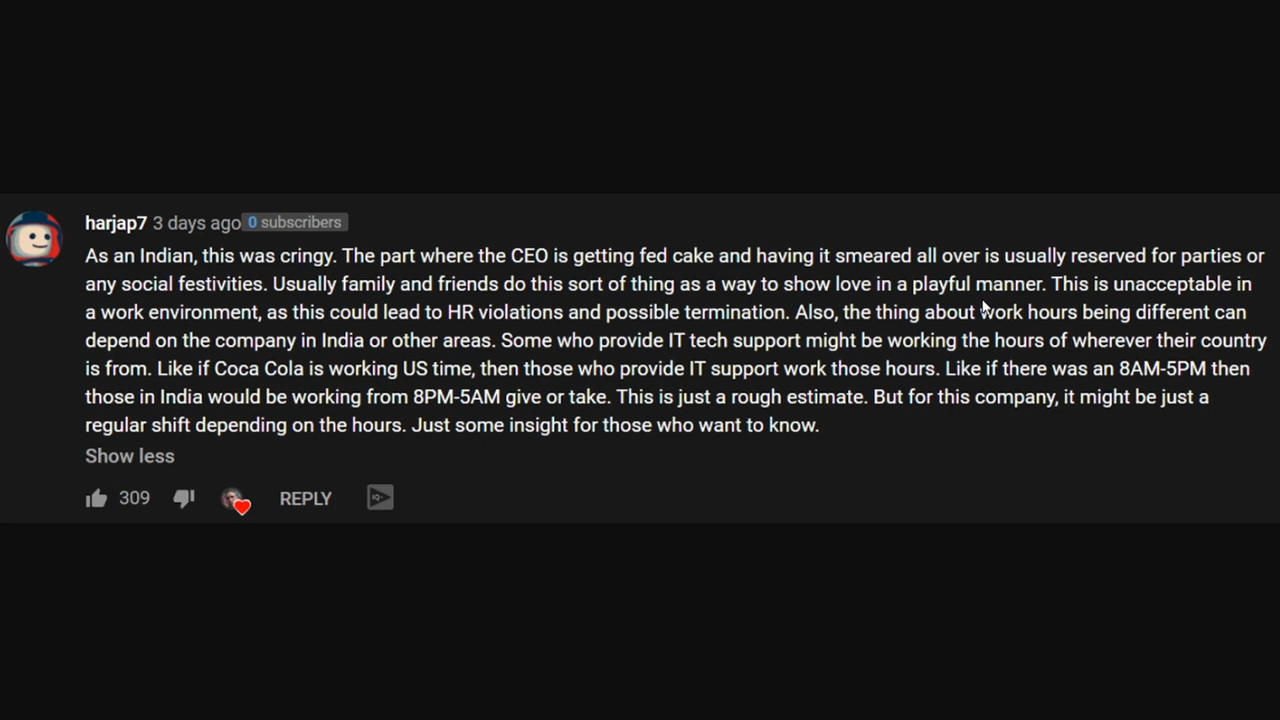 harjap7 3 days ago 0 subscribers
As an Indian, this was cringy. The part where the CEO is getting fed cake and having it smeared all over is usually reserved for parties or
any social festivities. Usually family and friends do this sort of thing as a way to show love in a playful manner. This is unacceptable in
a work environment, as this could lead to HR violations and possible termination. Also, the thing about work hours being different can
depend on the company in India or other areas. Some who provide IT tech support might be working the hours of wherever their country
is from. Like if Coca Cola is working US time, then those who provide IT support work those hours. Like if there was an 8AM-5PM then
those in India would be working from 8PM-5AM give or take. This is just a rough estimate. But for this company, it might be just a
regular shift depending on the hours. Just some insight for those who want to know.
Show less
309 REPLY